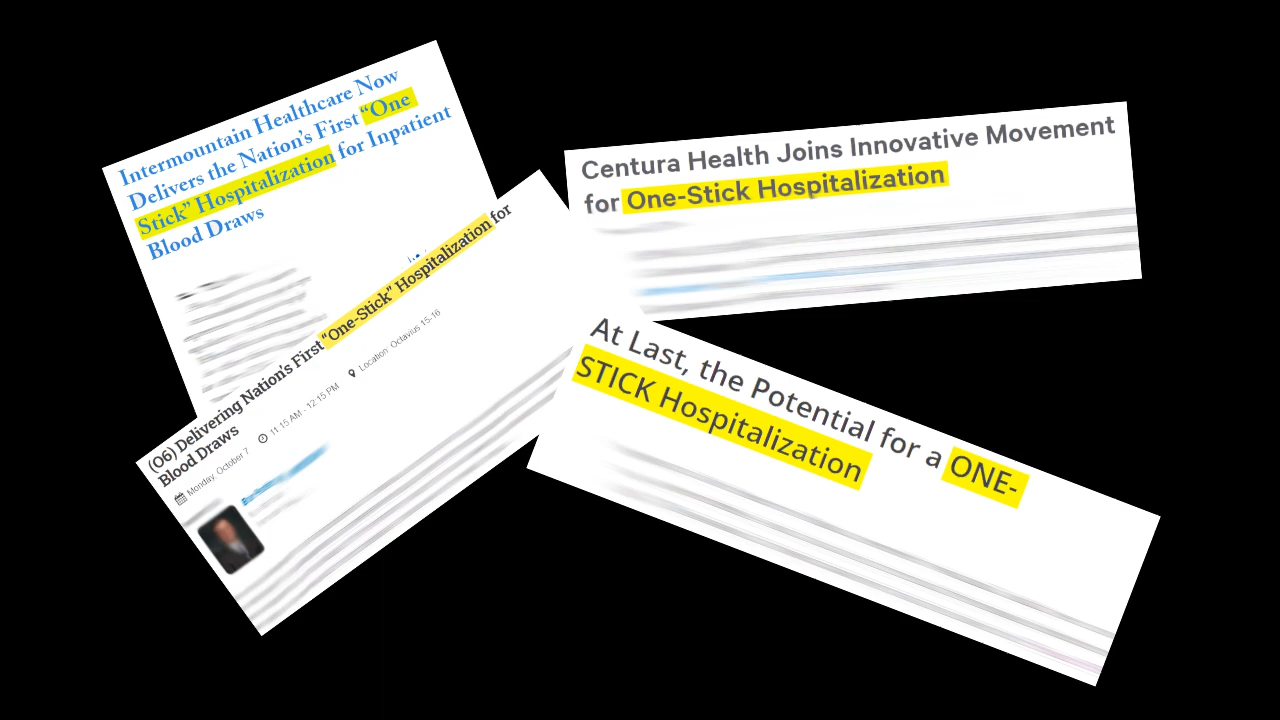 Intermountain Healthcare Now
Delivers the Nation's First “One
Stick” Hospitalization for Inpatient
Blood Draws
Centura Health Joins Innovative Movement
for One-Stick Hospitalization
(O6) Delivering Nation's First “One-Stick” Hospitalization for
Blood Draws
Monday, October 7 11:15 AM - 12:15 PM Location: Octavius 15-16
At Last, the Potential for a ONE-
STICK Hospitalization